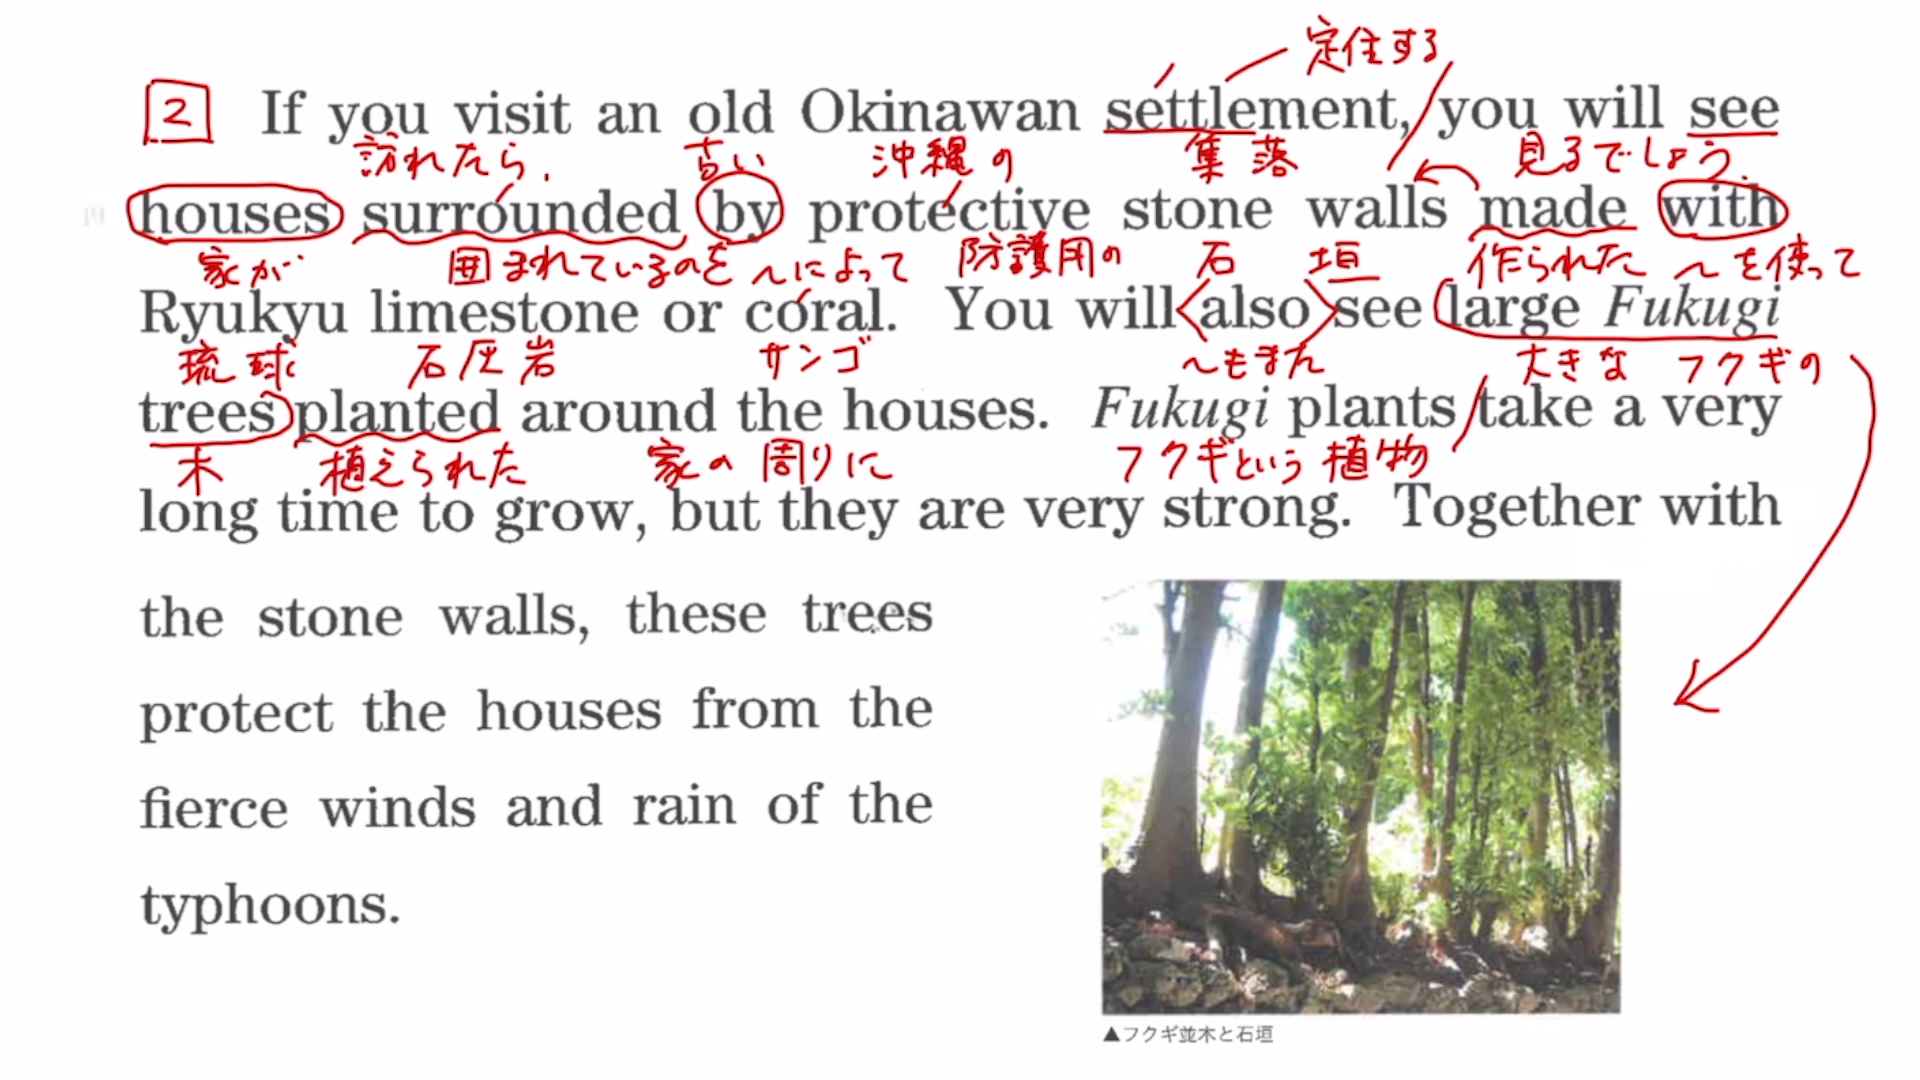 定住する
2 If you visit an old Okinawan settlement, you will see
訪れたら、 古い 沖縄の 集落 見るでしょう
houses surrounded by protective stone walls made with
家が 囲まれているのを ～によって 防護用の 石 垣 作られた ～を使って
Ryukyu limestone or coral. You will also see large Fukugi
琉球 石灰岩 サンゴ ～もまた 大きな フクギの
trees planted around the houses. Fukugi plants take a very
木 植えられた 家の周りに フクギという植物
long time to grow, but they are very strong. Together with
the stone walls, these trees
protect the houses from the
fierce winds and rain of the
typhoons.
▲フクギ並木と石垣